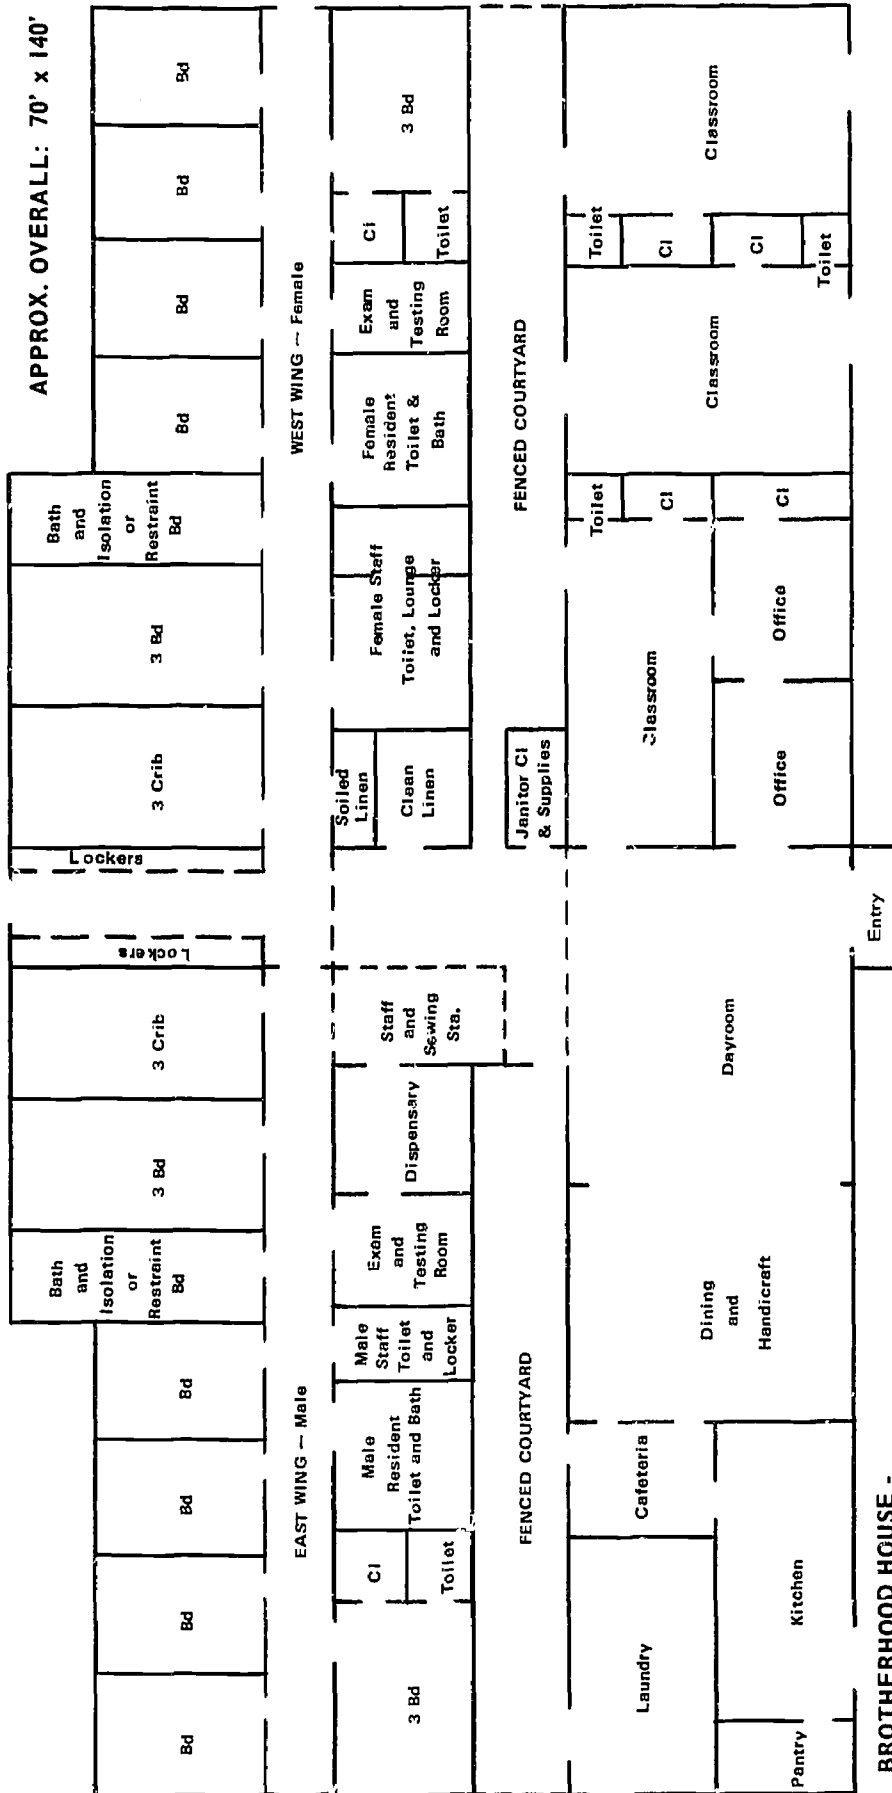 APPROX. OVERALL: 70' x 140'
Bd
Bd
Bd
Bd
Bath
and
Isolation
or
Restraint
Bd
3 Bd
3 Crib
Lockers
Lockers
3 Crib
3 Bd
Bath
and
Isolation
or
Restraint
Bd
Bd
Bd
Bd
Bd
EAST WING – Male
WEST WING – Female
3 Bd
Cl
Toilet
Male
Resident
Toilet and Bath
Male
Staff
Toilet
and
Locker
Exam
and
Testing
Room
Dispensary
Staff
and
Sewing
Sta.
Soiled
Linen
Clean
Linen
Female Staff
Toilet, Lounge
and Locker
Female
Resident
Toilet &
Bath
Exam
and
Testing
Room
Cl
Toilet
3 Bd
FENCED COURTYARD
FENCED COURTYARD
Janitor Cl
& Supplies
Laundry
Cafeteria
Pantry
Kitchen
Dining
and
Handicraft
Dayroom
Entry
Classroom
Office
Office
Toilet
Cl
Cl
Classroom
Toilet
Cl
Cl
Toilet
Classroom
BROTHERHOOD HOUSE -